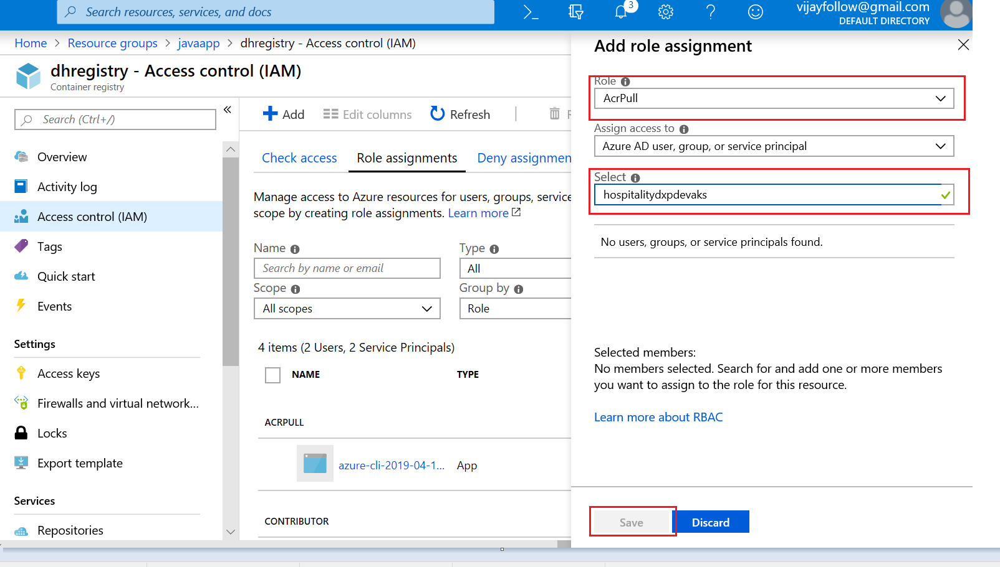 Search resources, services, and docs
3
vijayfollow@gmail.com
DEFAULT DIRECTORY
Home > Resource groups > javaapp > dhregistry - Access control (IAM)
dhregistry - Access control (IAM)
Container registry
Search (Ctrl+/)
Overview
Activity log
Access control (IAM)
Tags
Quick start
Events
Settings
Access keys
Firewalls and virtual network...
Locks
Export template
Services
Repositories
Add
Edit columns
Refresh
Check access
Role assignments
Deny assignmen
Manage access to Azure resources for users, groups, service
scope by creating role assignments. Learn more
Name
Type
Search by name or email
All
Scope
Group by
All scopes
Role
4 items (2 Users, 2 Service Principals)
NAME
TYPE
ACRPULL
azure-cli-2019-04-1...
App
CONTRIBUTOR
Add role assignment
Role
AcrPull
Assign access to
Azure AD user, group, or service principal
Select
hospitalitydxpdevaks
No users, groups, or service principals found.
Selected members:
No members selected. Search for and add one or more members
you want to assign to the role for this resource.
Learn more about RBAC
Save
Discard